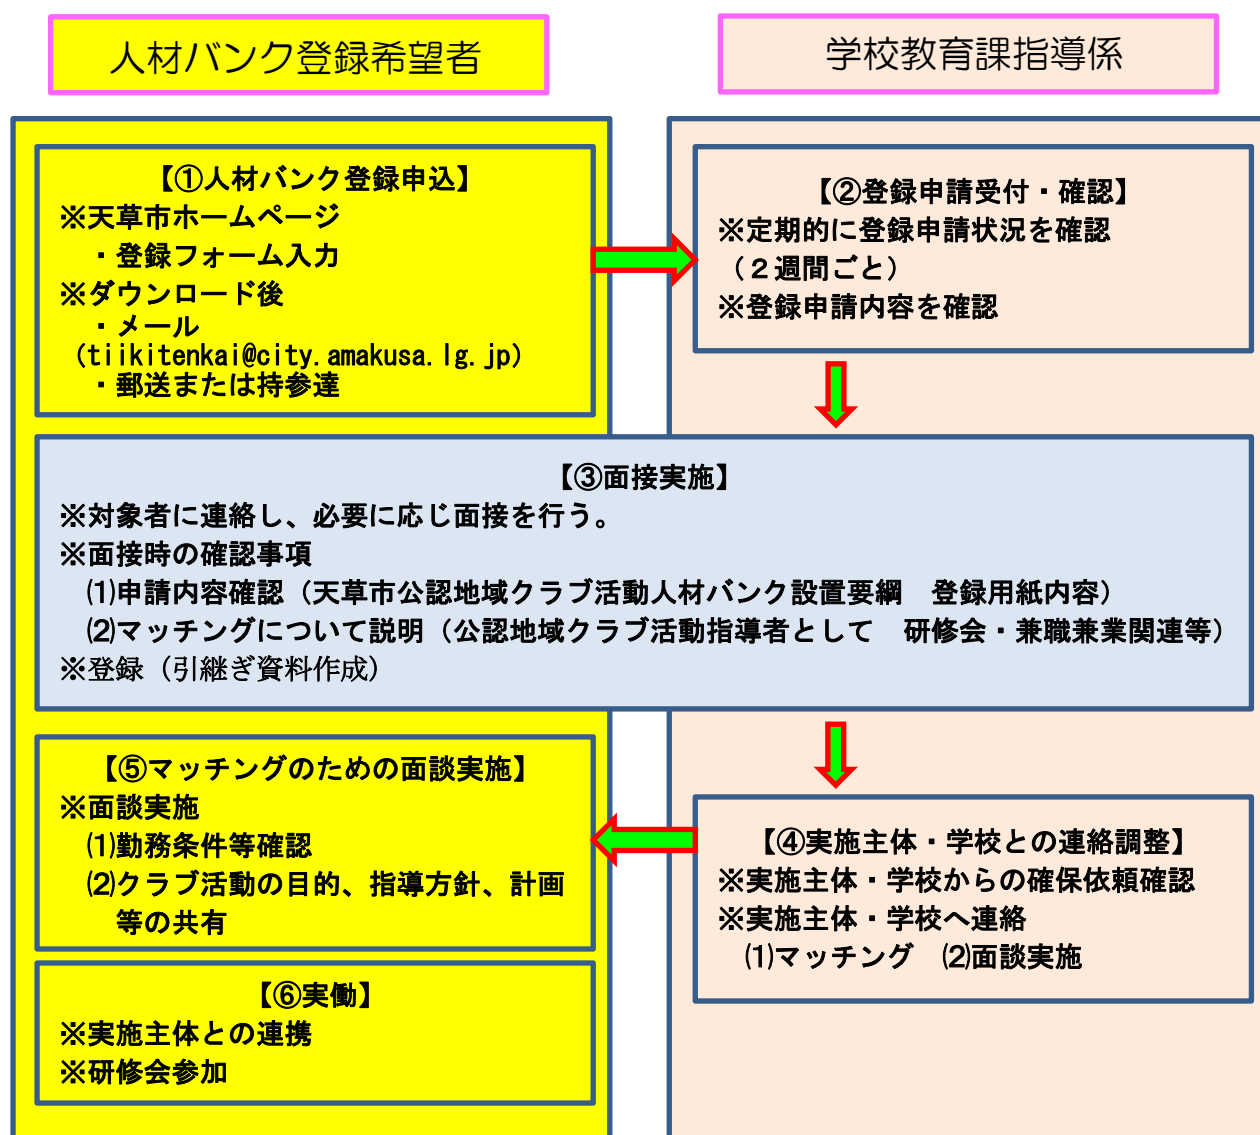 人材バンク登録希望者
学校教育課指導係
【①人材バンク登録申込】
※天草市ホームページ
・登録フォーム入力
※ダウンロード後
・メール
（tiikitenkai@city.amakusa.lg.jp）
・郵送または持参達
【②登録申請受付・確認】
※定期的に登録申請状況を確認
（２週間ごと）
※登録申請内容を確認
【③面接実施】
※対象者に連絡し、必要に応じ面接を行う。
※面接時の確認事項
⑴申請内容確認（天草市公認地域クラブ活動人材バンク設置要綱　登録用紙内容）
⑵マッチングについて説明（公認地域クラブ活動指導者として　研修会・兼職兼業関連等）
※登録（引継ぎ資料作成）
【④実施主体・学校との連絡調整】
※実施主体・学校からの確保依頼確認
※実施主体・学校へ連絡
⑴マッチング　⑵面談実施
【⑤マッチングのための面談実施】
※面談実施
⑴勤務条件等確認
⑵クラブ活動の目的、指導方針、計画
等の共有
【⑥実働】
※実施主体との連携
※研修会参加